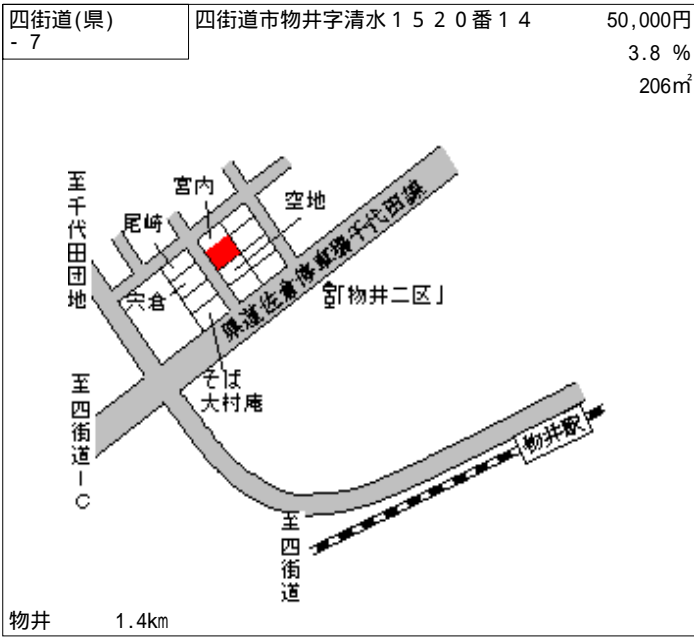 四街道(県)
- 7
四街道市物井字清水１５２０番１４
50,000円
3.8 %
206㎡
至千代田団地
宮内
尾崎
空地
宍倉
県道佐倉停車場千代田線
「物井二区」
そば
大村庵
至四街道IC
物井駅
至四街道
物井 1.4km